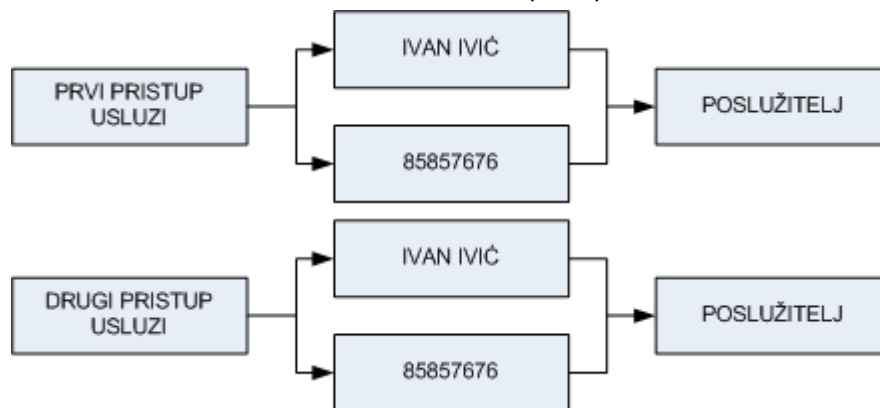 IVAN IVIĆ
PRVI PRISTUP
USLUZI
POSLUŽITELJ
85857676
IVAN IVIĆ
DRUGI PRISTUP
USLUZI
POSLUŽITELJ
85857676